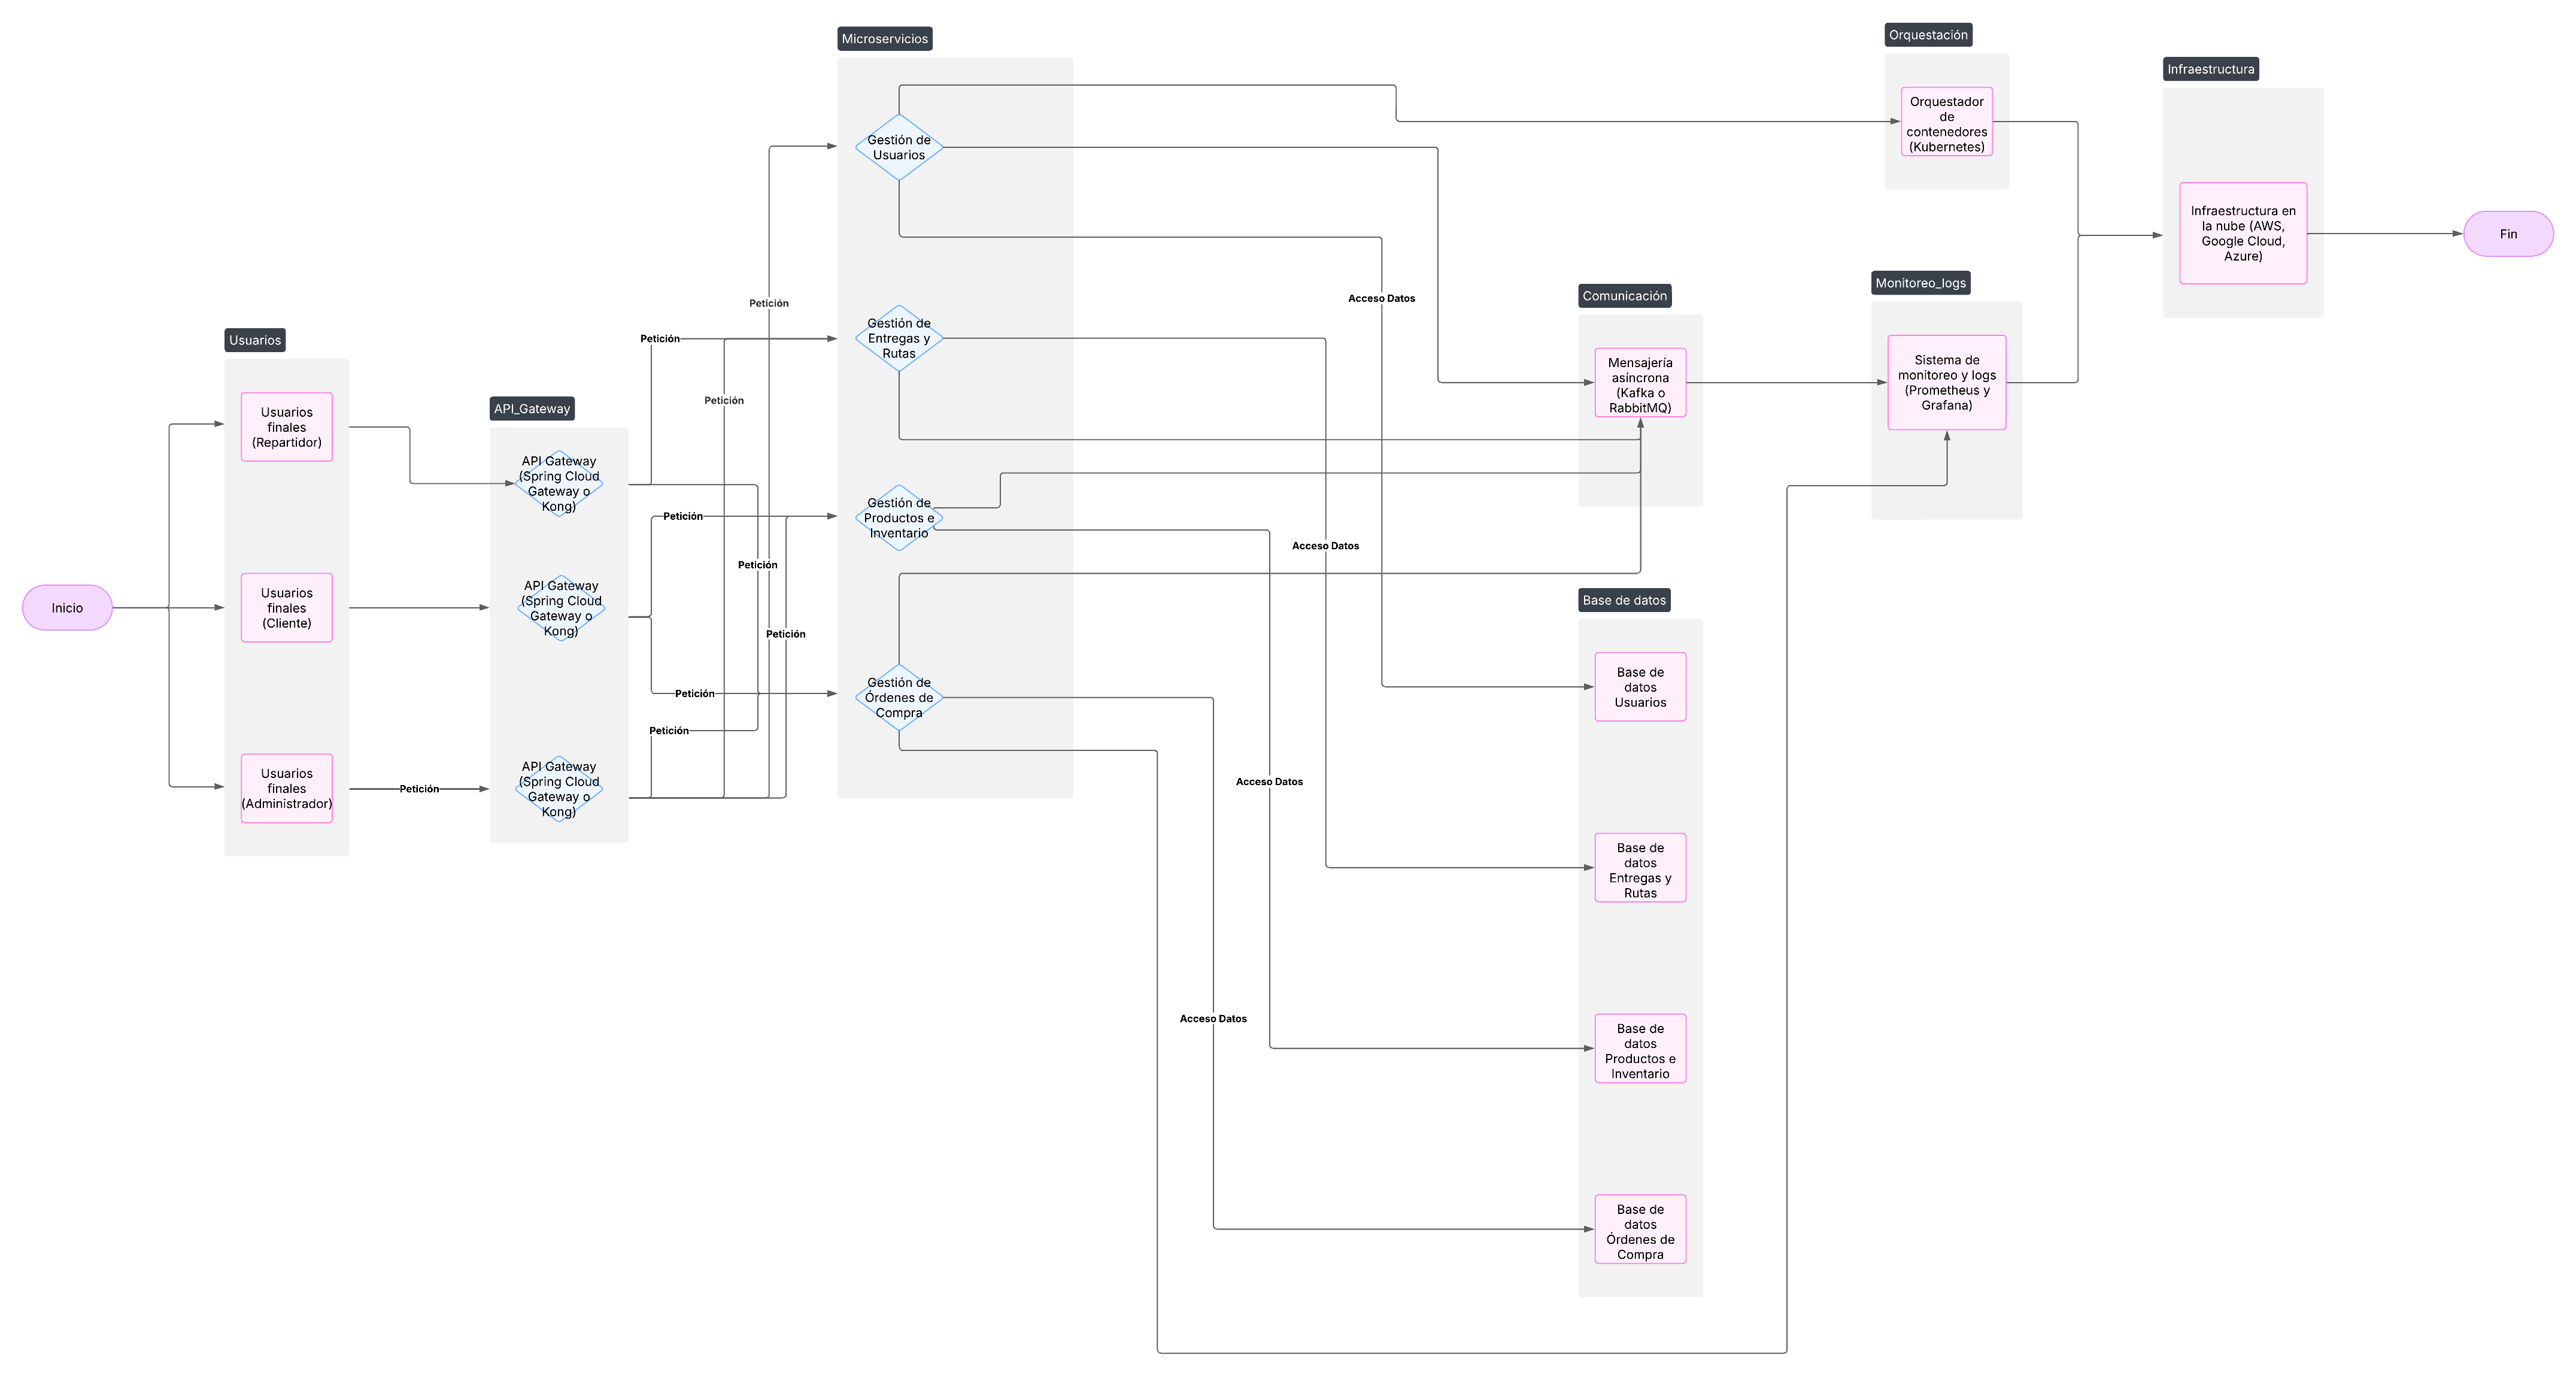 Inicio
Usuarios
Usuarios
finales
(Repartidor)
Usuarios
finales
(Cliente)
Usuarios
finales
(Administrador)
Petición
API_Gateway
API Gateway
(Spring Cloud
Gateway o
Kong)
API Gateway
(Spring Cloud
Gateway o
Kong)
API Gateway
(Spring Cloud
Gateway o
Kong)
Petición
Petición
Petición
Petición
Petición
Petición
Petición
Petición
Microservicios
Gestión de
Usuarios
Gestión de
Entregas y
Rutas
Gestión de
Productos e
Inventario
Gestión de
Órdenes de
Compra
Acceso Datos
Acceso Datos
Acceso Datos
Acceso Datos
Comunicación
Mensajería
asíncrona
(Kafka o
RabbitMQ)
Base de datos
Base de
datos
Usuarios
Base de
datos
Entregas y
Rutas
Base de
datos
Productos e
Inventario
Base de
datos
Órdenes de
Compra
Orquestación
Orquestador
de
contenedores
(Kubernetes)
Monitoreo_logs
Sistema de
monitoreo y logs
(Prometheus y
Grafana)
Infraestructura
Infraestructura en
la nube (AWS,
Google Cloud,
Azure)
Fin